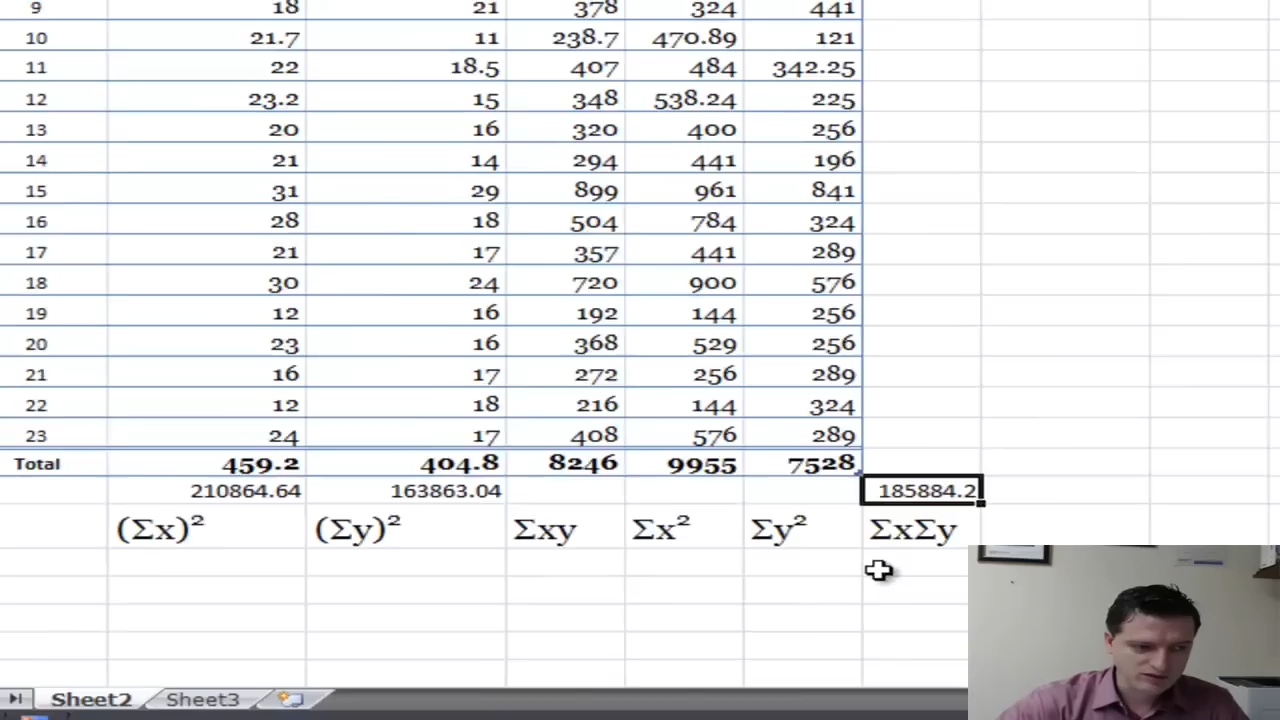 9 18 21 378 324 441
10 21.7 11 238.7 470.89 121
11 22 18.5 407 484 342.25
12 23.2 15 348 538.24 225
13 20 16 320 400 256
14 21 14 294 441 196
15 31 29 899 961 841
16 28 18 504 784 324
17 21 17 357 441 289
18 30 24 720 900 576
19 12 16 192 144 256
20 23 16 368 529 256
21 16 17 272 256 289
22 12 18 216 144 324
23 24 17 408 576 289
Total 459.2 404.8 8246 9955 7528
210864.64 163863.04 185884.2
(Σx)² (Σy)² Σxy Σx² Σy² ΣxΣy
Sheet2 Sheet3